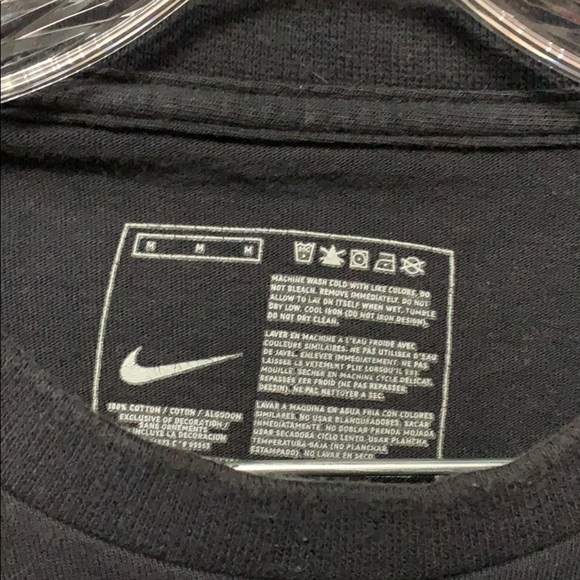 M M M
MACHINE WASH COLD WITH LIKE COLORS. DO
NOT BLEACH. REMOVE IMMEDIATELY. DO NOT
ALLOW TO LAY ON ITSELF WHEN WET. TUMBLE
DRY LOW. COOL IRON (DO NOT IRON DESIGN).
DO NOT DRY CLEAN.
LAVER EN MACHINE A L'EAU FROIDE AVEC
COULEURS SIMILAIRES. NE PAS UTILISER D'EAU
DE JAVEL. ENLEVER IMMÉDIATEMENT. NE PAS
LAISSER LE VETEMENT PLIE LORSQU'IL EST
MOUILLE. SECHER EN MACHINE CYCLE DELICAT.
REPASSER FER FROID (NE PAS REPASSER
DESSIN). NE PAS NETTOYER A SEC.
LAVAR A MAQUINA EN AGUA FRIA CON COLORES
SIMILARES. NO USAR BLANQUEADORES. SACAR
INMEDIATAMENTE. NO DOBLAR PRENDA MOJADA
USAR SECADORA CICLO LENTO. USAR PLANCHA
TEMPERATURA BAJA (NO PLANCHAR
DISEÑO). NO LAVAR EN SECO.
100% COTTON / COTON / ALGODON
EXCLUSIVE OF DECORATION
SANS ORNEMENTS
NO INCLUYE LA DECORACION